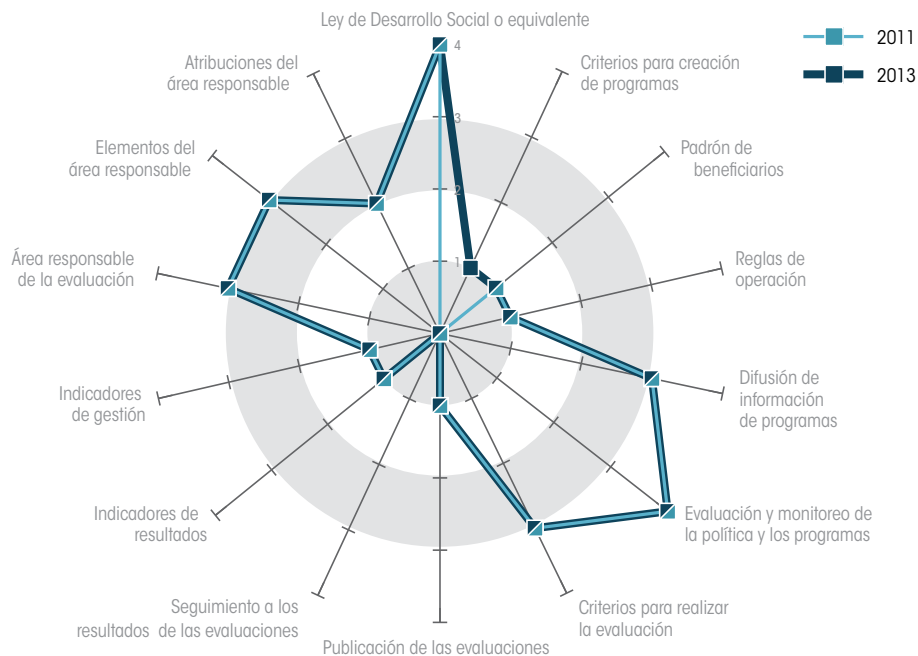 Ley de Desarrollo Social o equivalente
2011
2013
4
3
2
1
Criterios para creación
de programas
Padrón de
beneficiarios
Reglas de
operación
Difusión de
información
de programas
Evaluación y monitoreo de
la política y los programas
Criterios para realizar
la evaluación
Publicación de las evaluaciones
Seguimiento a los
resultados de las evaluaciones
Indicadores de
resultados
Indicadores
de gestión
Área responsable
de la evaluación
Elementos del
área responsable
Atribuciones del
área responsable